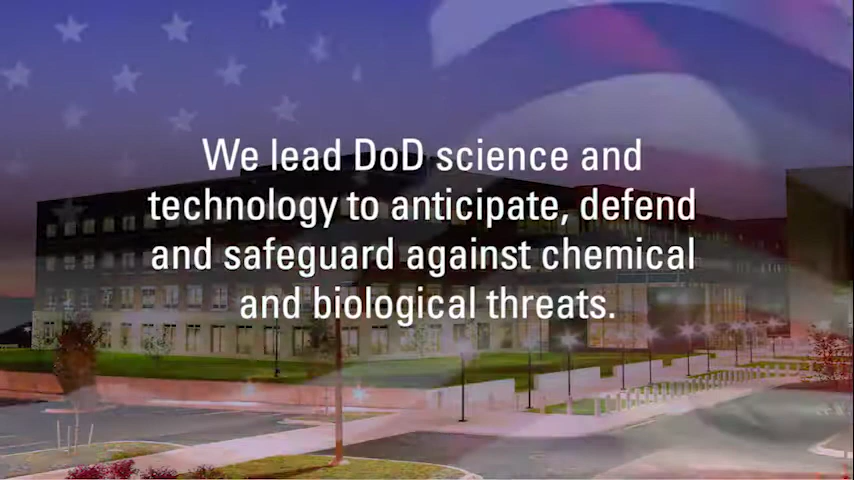 We lead DoD science and
technology to anticipate, defend
and safeguard against chemical
and biological threats.